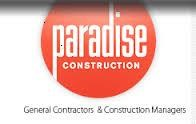 paradise
CONSTRUCTION
General Contractors & Construction Managers